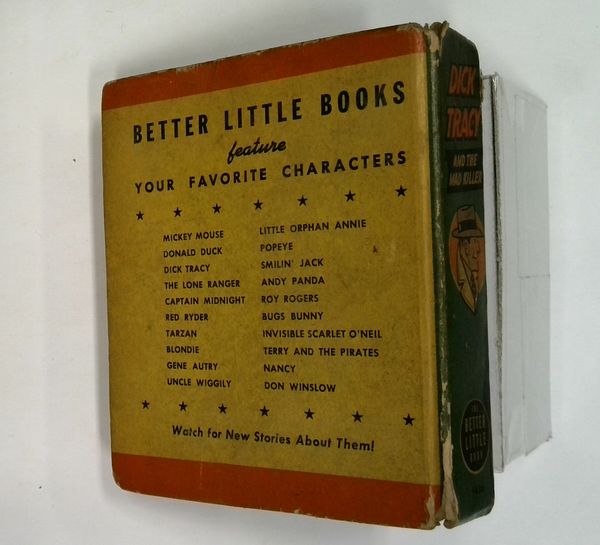 BETTER LITTLE BOOKS
feature
YOUR FAVORITE CHARACTERS
MICKEY MOUSE
DONALD DUCK
DICK TRACY
THE LONE RANGER
CAPTAIN MIDNIGHT
RED RYDER
TARZAN
BLONDIE
GENE AUTRY
UNCLE WIGGILY
LITTLE ORPHAN ANNIE
POPEYE
SMILIN' JACK
ANDY PANDA
ROY ROGERS
BUGS BUNNY
INVISIBLE SCARLET O'NEIL
TERRY AND THE PIRATES
NANCY
DON WINSLOW
Watch for New Stories About Them!
DICK
TRACY
AND THE
MAD KILLER
THE
BETTER
LITTLE
BOOK